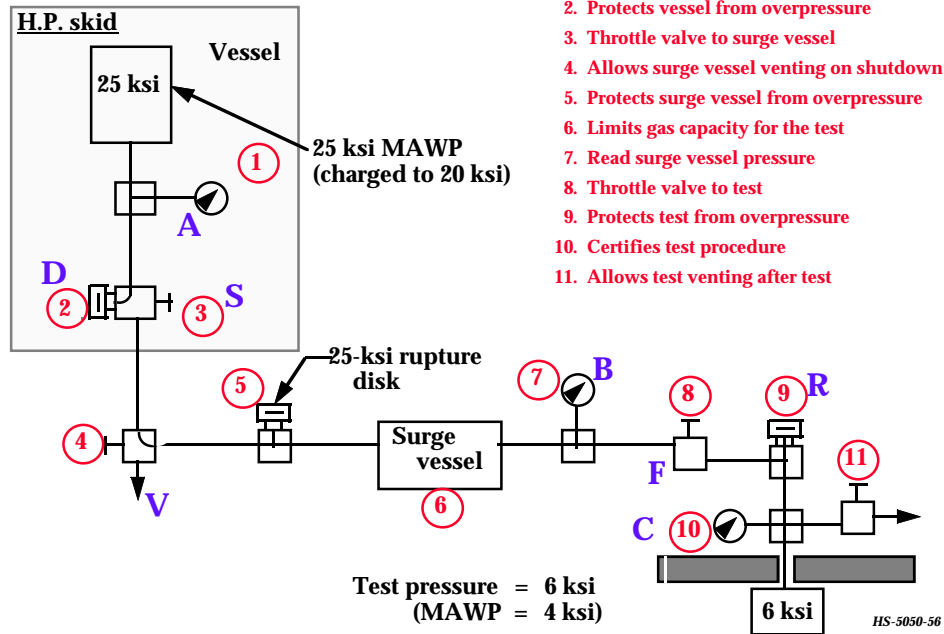 H.P. skid
Vessel
25 ksi
25 ksi MAWP
(charged to 20 ksi)
1
A
D
2
S
3
2. Protects vessel from overpressure
3. Throttle valve to surge vessel
4. Allows surge vessel venting on shutdown
5. Protects surge vessel from overpressure
6. Limits gas capacity for the test
7. Read surge vessel pressure
8. Throttle valve to test
9. Protects test from overpressure
10. Certifies test procedure
11. Allows test venting after test
25-ksi rupture
disk
5
4
V
Surge
vessel
6
7
B
8
F
9
R
11
C
10
Test pressure = 6 ksi
(MAWP = 4 ksi)
6 ksi
HS-5050-56